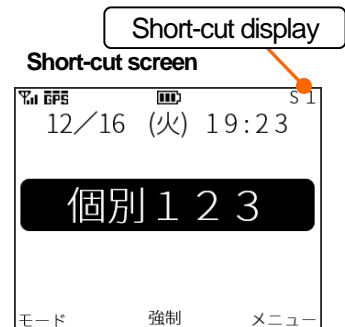 Short-cut display
Short-cut screen
GPS S 1
12／16 (火) 19:23
個別１２３
モード 強制 メニュー